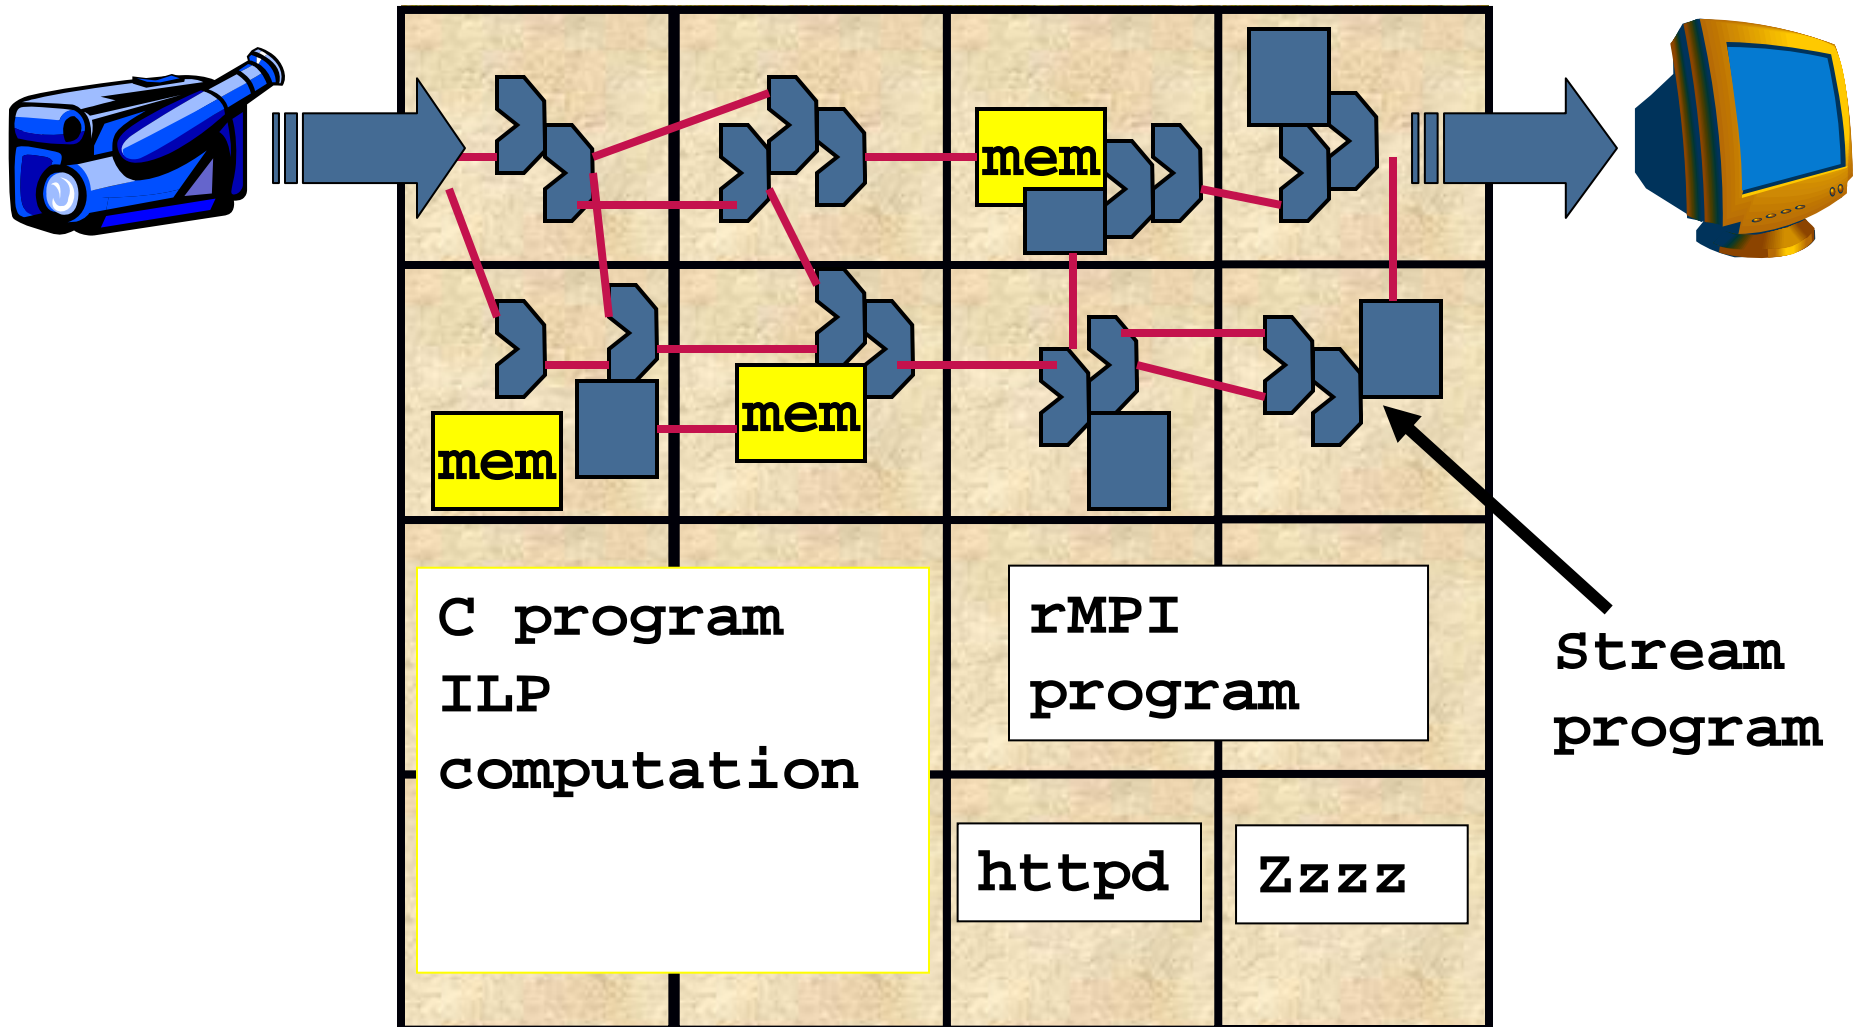 mem
mem
mem
C program
ILP
computation
rMPI
program
Stream
program
httpd
Zzzz